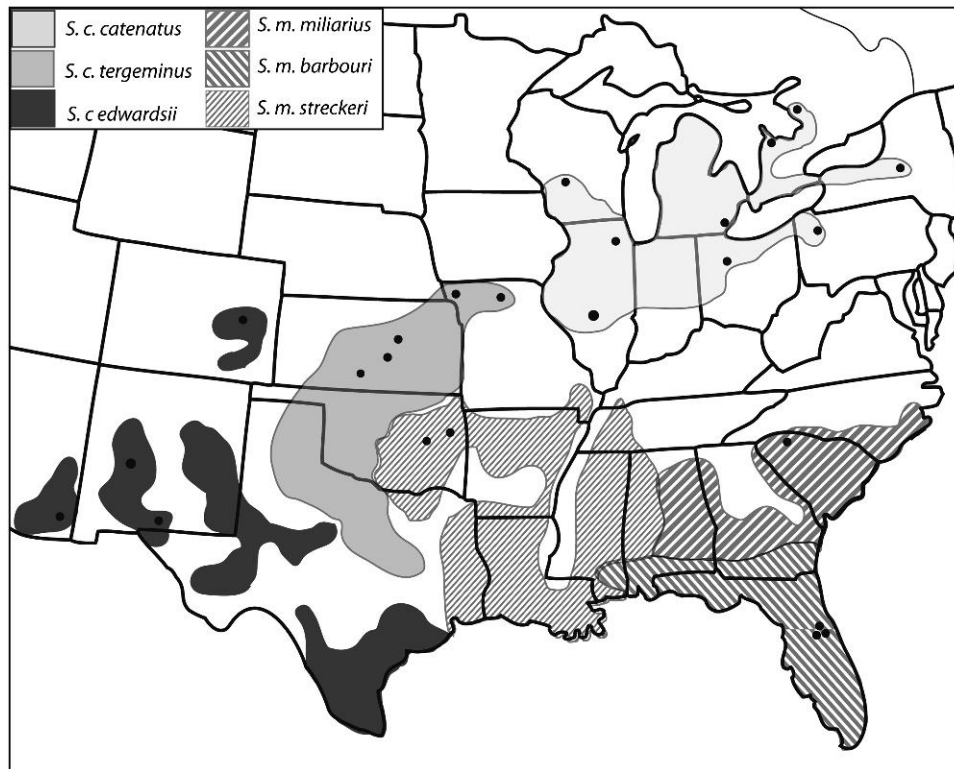 S. c. catenatus
S. c. tergeminus
S. c edwardsii
S. m. miliarius
S. m. barbouri
S. m. streckeri